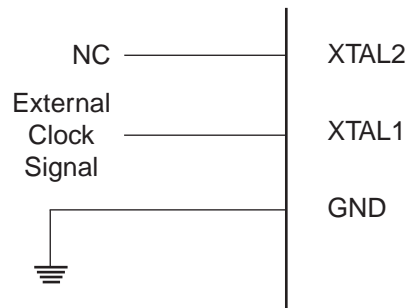 NC
XTAL2
External
Clock
Signal
XTAL1
GND